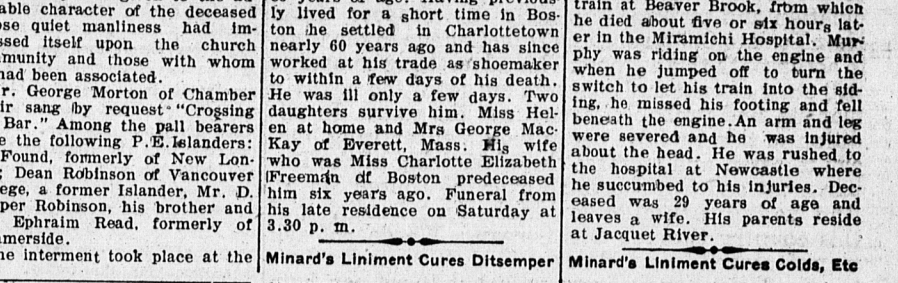 able character of the deceased
se quiet manliness had im-
ssed itself upon the church
munity and those with whom
had been associated.
r. George Morton of Chamber
ir sang by request "Crossing
Bar." Among the pall bearers
e the following P.E.Islanders:
Found, formerly of New Lon-
; Dean Robinson of Vancouver
ege, a former Islander, Mr. D.
per Robinson, his brother and
Ephraim Read, formerly of
merside.
e interment took place at the
ly lived for a short time in Bos-
ton he settled in Charlottetown
nearly 60 years ago and has since
worked at his trade as shoemaker
to within a few days of his death.
He was ill only a few days. Two
daughters survive him. Miss Hel-
en at home and Mrs George Mac-
Kay of Everett, Mass. His wife
who was Miss Charlotte Elizabeth
Freeman of Boston predeceased
him six years ago. Funeral from
his late residence on Saturday at
3.30 p. m.
Minard's Liniment Cures Ditsemper
train at Beaver Brook, from which
he died about five or six hours lat-
er in the Miramichi Hospital. Mur-
phy was riding on the engine and
when he jumped off to turn the
switch to let his train into the sid-
ing, he missed his footing and fell
beneath the engine.An arm and leg
were severed and he was injured
about the head. He was rushed to
the hospital at Newcastle where
he succumbed to his injuries. Dec-
eased was 29 years of age and
leaves a wife. His parents reside
at Jacquet River.
Minard's Liniment Cures Colds, Etc